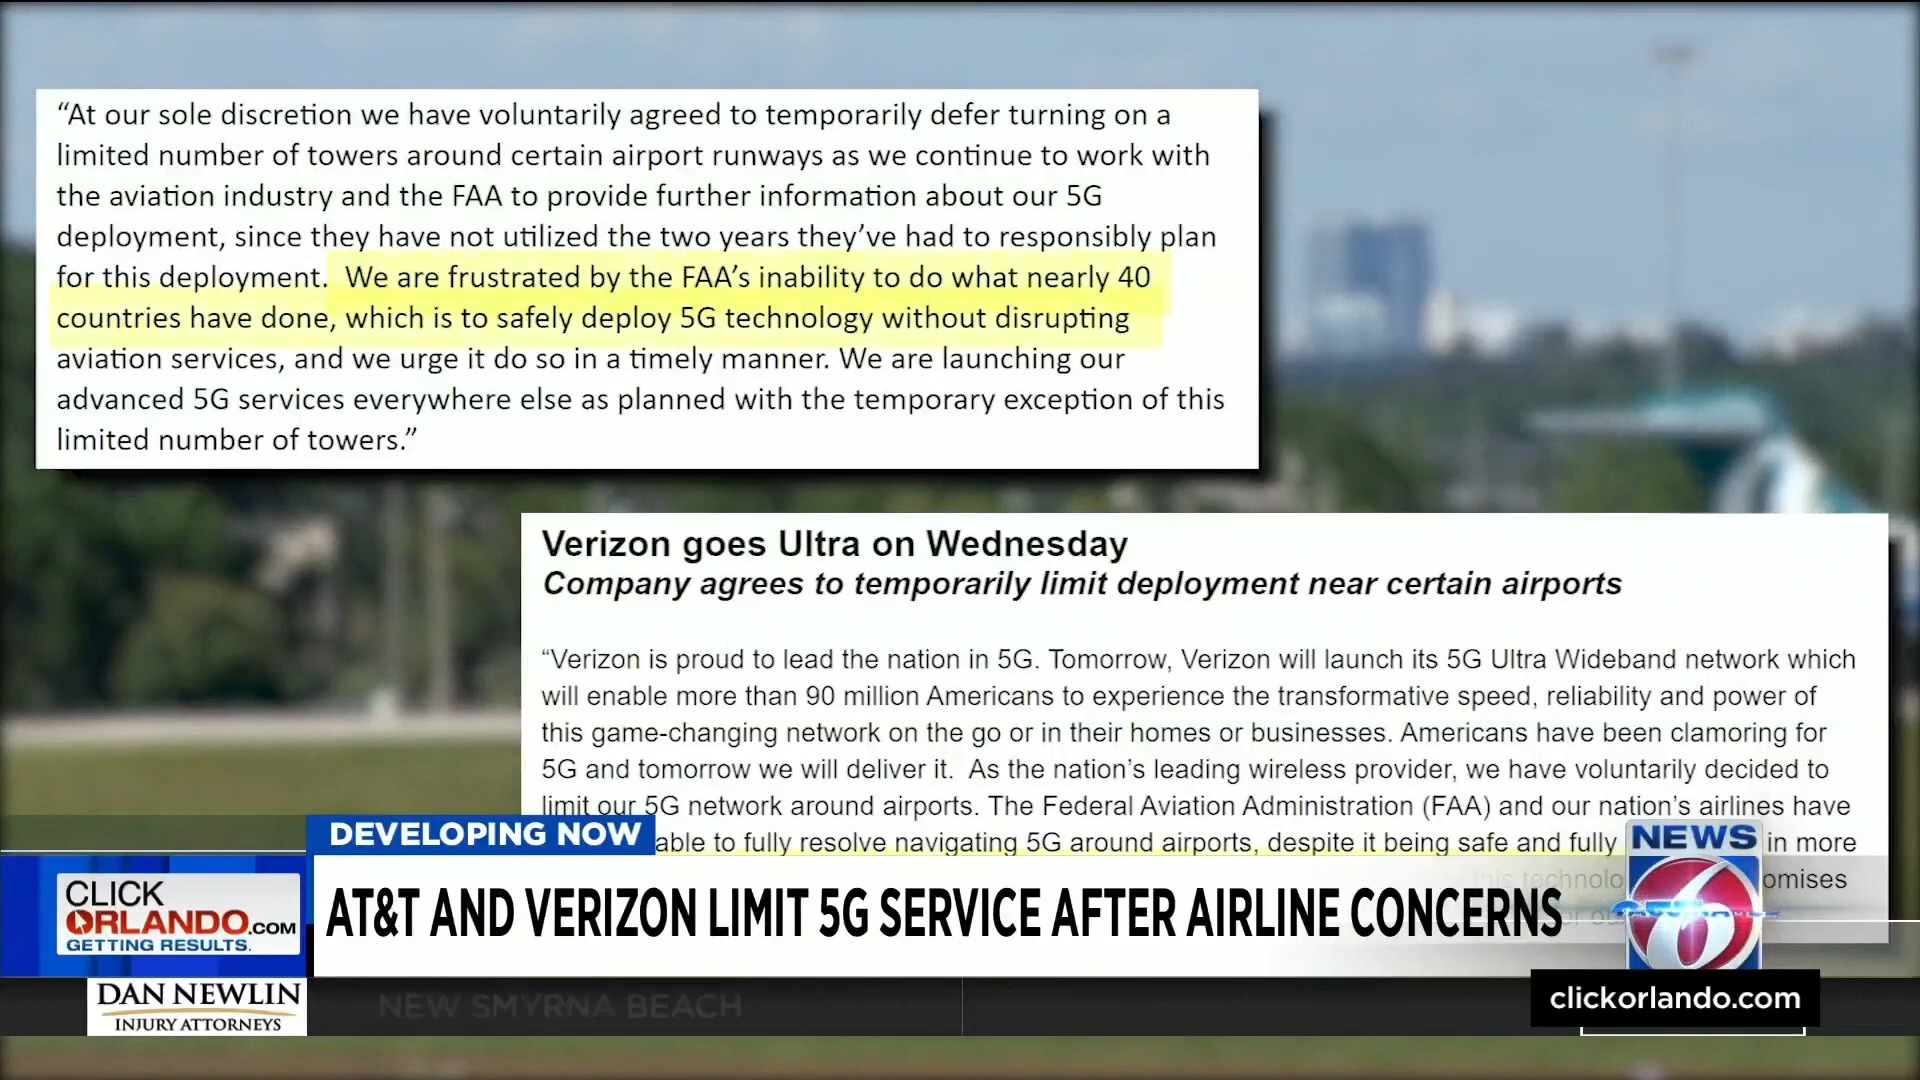 “At our sole discretion we have voluntarily agreed to temporarily defer turning on a
limited number of towers around certain airport runways as we continue to work with
the aviation industry and the FAA to provide further information about our 5G
deployment, since they have not utilized the two years they’ve had to responsibly plan
for this deployment.  We are frustrated by the FAA’s inability to do what nearly 40
countries have done, which is to safely deploy 5G technology without disrupting
aviation services, and we urge it do so in a timely manner. We are launching our
advanced 5G services everywhere else as planned with the temporary exception of this
limited number of towers.”
Verizon goes Ultra on Wednesday
Company agrees to temporarily limit deployment near certain airports
“Verizon is proud to lead the nation in 5G. Tomorrow, Verizon will launch its 5G Ultra Wideband network which
will enable more than 90 million Americans to experience the transformative speed, reliability and power of
this game-changing network on the go or in their homes or businesses. Americans have been clamoring for
5G and tomorrow we will deliver it.  As the nation’s leading wireless provider, we have voluntarily decided to
limit our 5G network around airports. The Federal Aviation Administration (FAA) and our nation’s airlines have
able to fully resolve navigating 5G around airports, despite it being safe and fully in more
this technolo omises
DEVELOPING NOW
AT&T AND VERIZON LIMIT 5G SERVICE AFTER AIRLINE CONCERNS
CLICK
ORLANDO.COM
GETTING RESULTS.
NEWS
6
DAN NEWLIN
INJURY ATTORNEYS
NEW SMYRNA BEACH
clickorlando.com